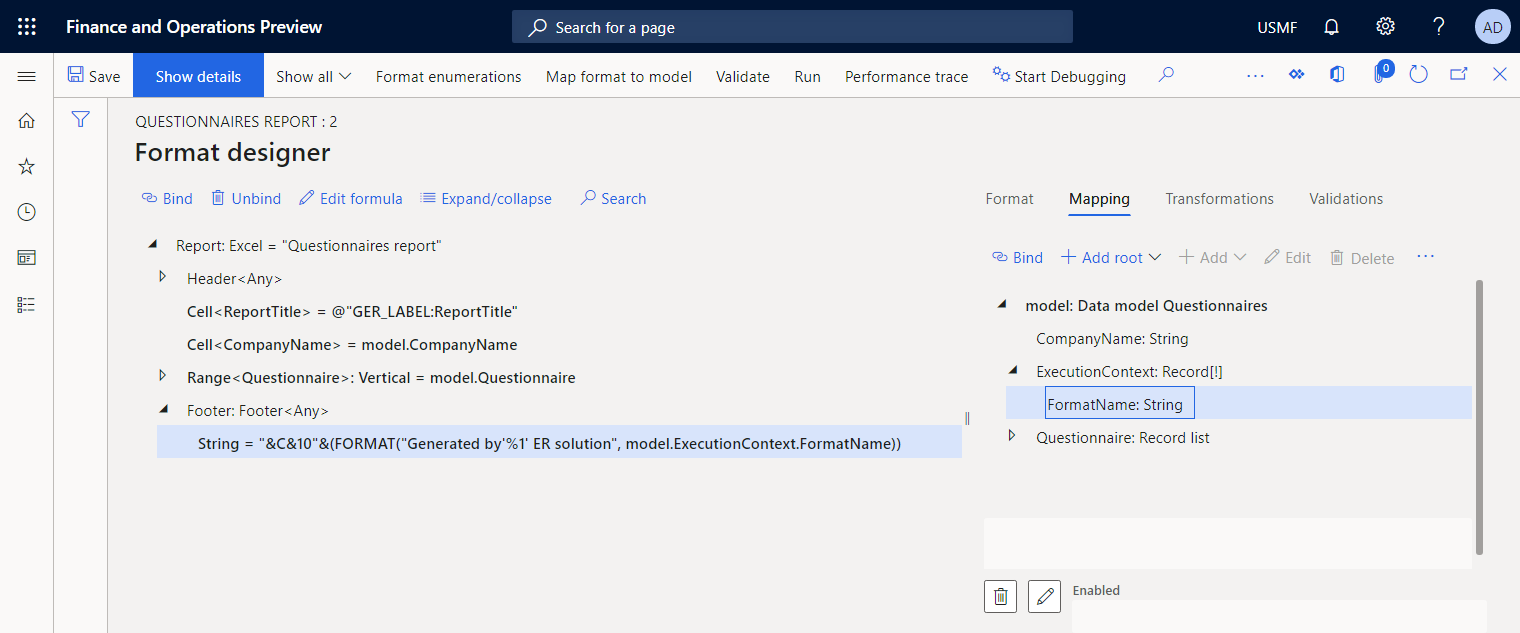 Finance and Operations Preview
Search for a page
USMF
?
AD
Save
Show details
Show all
Format enumerations
Map format to model
Validate
Run
Performance trace
Start Debugging
...
0
QUESTIONNAIRES REPORT : 2
Format designer
Bind
Unbind
Edit formula
Expand/collapse
Search
Report: Excel = "Questionnaires report"
Header<Any>
Cell<ReportTitle> = @"GER_LABEL:ReportTitle"
Cell<CompanyName> = model.CompanyName
Range<Questionnaire>: Vertical = model.Questionnaire
Footer: Footer<Any>
String = "&C&10"&(FORMAT("Generated by'%1' ER solution", model.ExecutionContext.FormatName))
Format
Mapping
Transformations
Validations
Bind
Add root
Add
Edit
Delete
...
model: Data model Questionnaires
CompanyName: String
ExecutionContext: Record[!]
FormatName: String
Questionnaire: Record list
Enabled